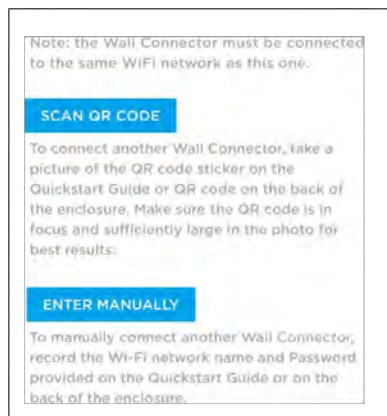 Note: the Wall Connector must be connected
to the same WiFi network as this one.
SCAN QR CODE
To connect another Wall Connector, take a
picture of the QR code sticker on the
Quickstart Guide or QR code on the back of
the enclosure. Make sure the QR code is in
focus and sufficiently large in the photo for
best results.
ENTER MANUALLY
To manually connect another Wall Connector,
record the Wi-Fi network name and Password
provided on the Quickstart Guide or on the
back of the enclosure.